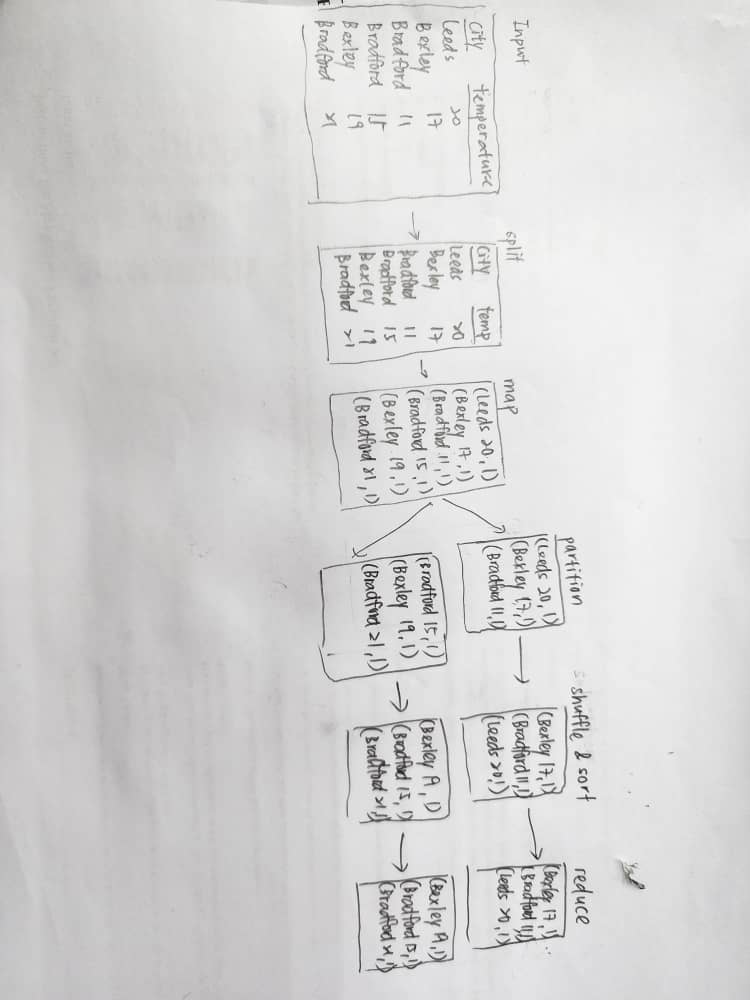 Input
City temperature
Leeds 20
Bexley 17
Bradford 11
Bradford 15
Bexley 19
Bradford 21
split
City temp
Leeds 20
Bexley 17
Bradford 11
Bradford 15
Bexley 19
Bradford 21
map
(Leeds 20, 1)
(Bexley 17, 1)
(Bradford 11, 1)
(Bradford 15, 1)
(Bexley 19, 1)
(Bradford 21, 1)
partition
(Leeds 20, 1)
(Bexley 17, 1)
(Bradford 11, 1)
(Bradford 15, 1)
(Bexley 19, 1)
(Bradford 21, 1)
shuffle & sort
(Bexley 17, 1)
(Bradford 11, 1)
(Leeds 20, 1)
(Bexley 19, 1)
(Bradford 15, 1)
(Bradford 21, 1)
reduce
(Bexley 17, 1)
(Bradford 11, 1)
(Leeds 20, 1)
(Bexley 19, 1)
(Bradford 15, 1)
(Bradford 21, 1)